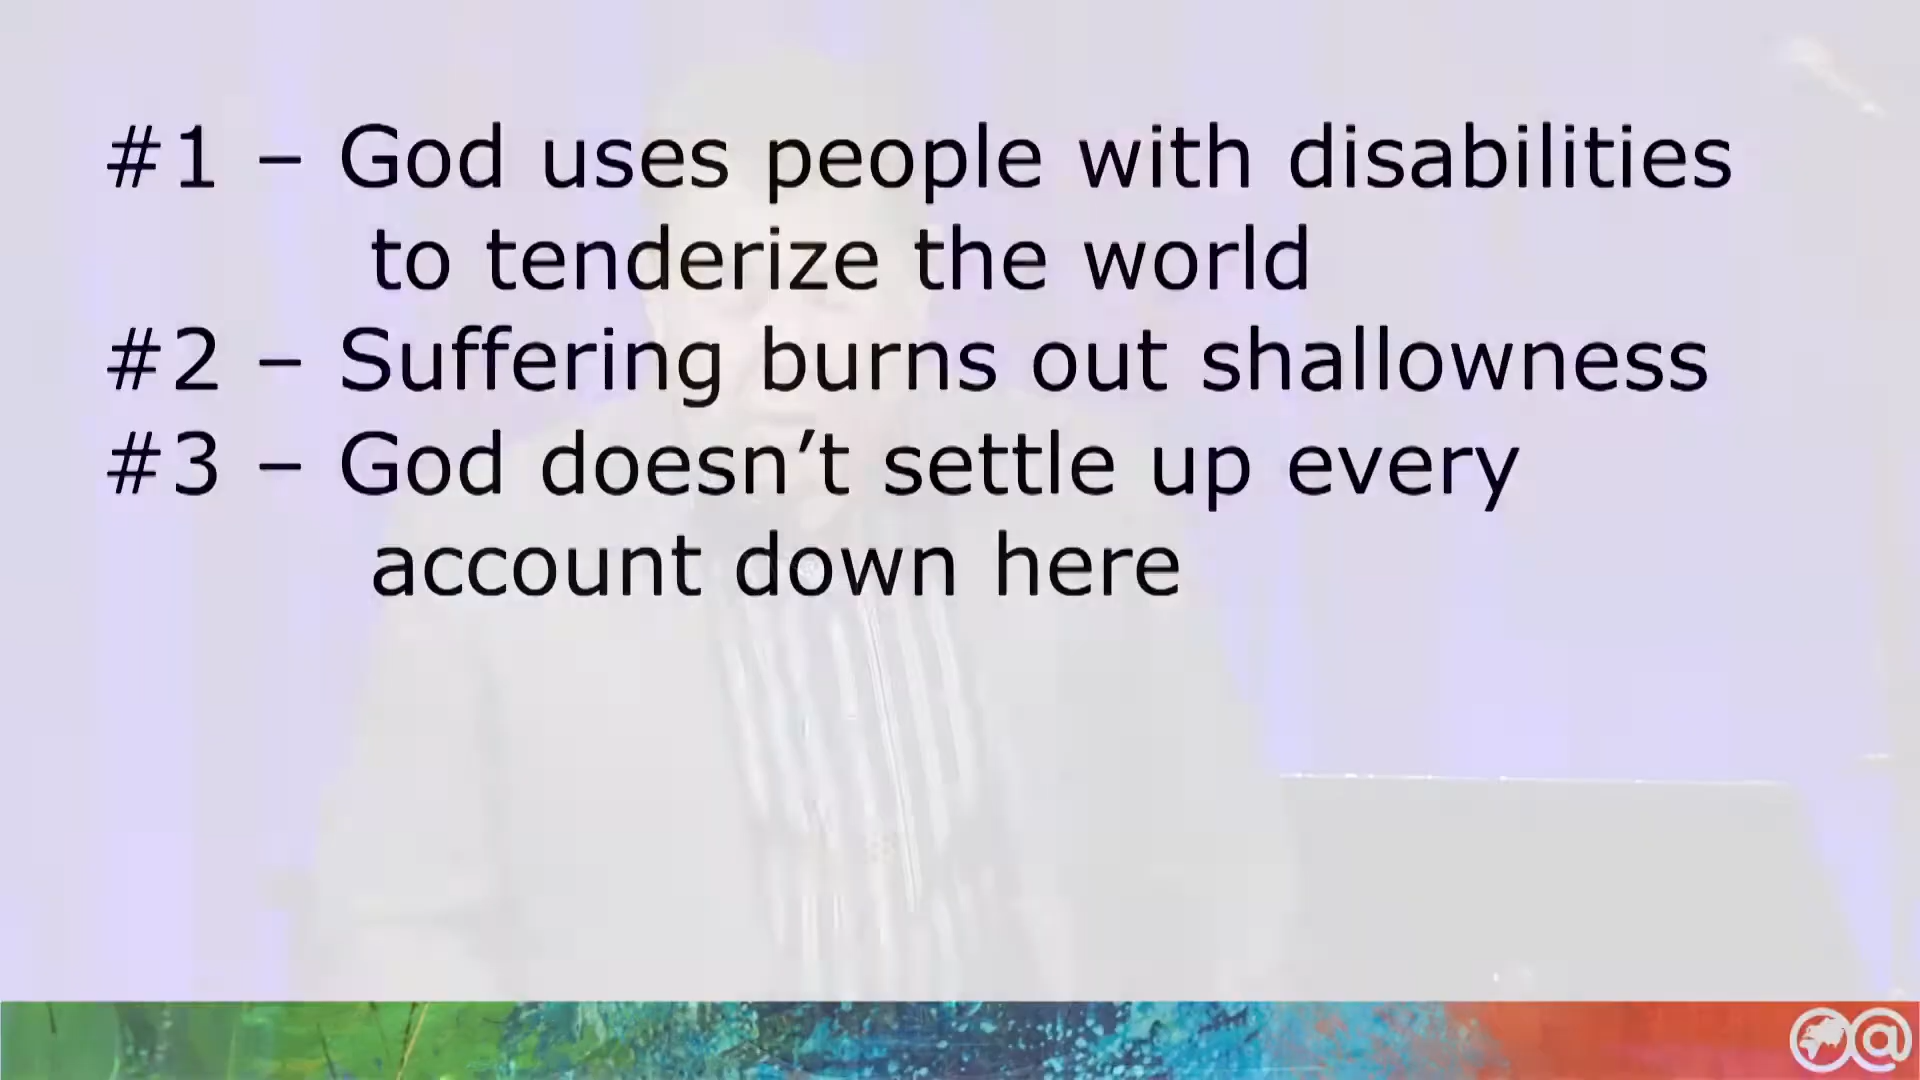 #1 – God uses people with disabilities
to tenderize the world
#2 – Suffering burns out shallowness
#3 – God doesn’t settle up every
account down here
@